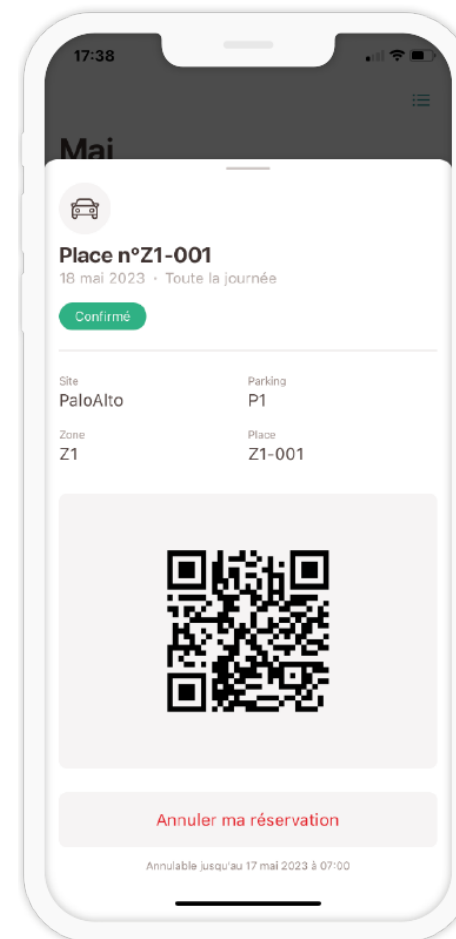 17:38
Mai
Place n°Z1-001
18 mai 2023 · Toute la journée
Confirmé
Site
Parking
PaloAlto
P1
Zone
Place
Z1
Z1-001
Annuler ma réservation
Annulable jusqu'au 17 mai 2023 à 07:00